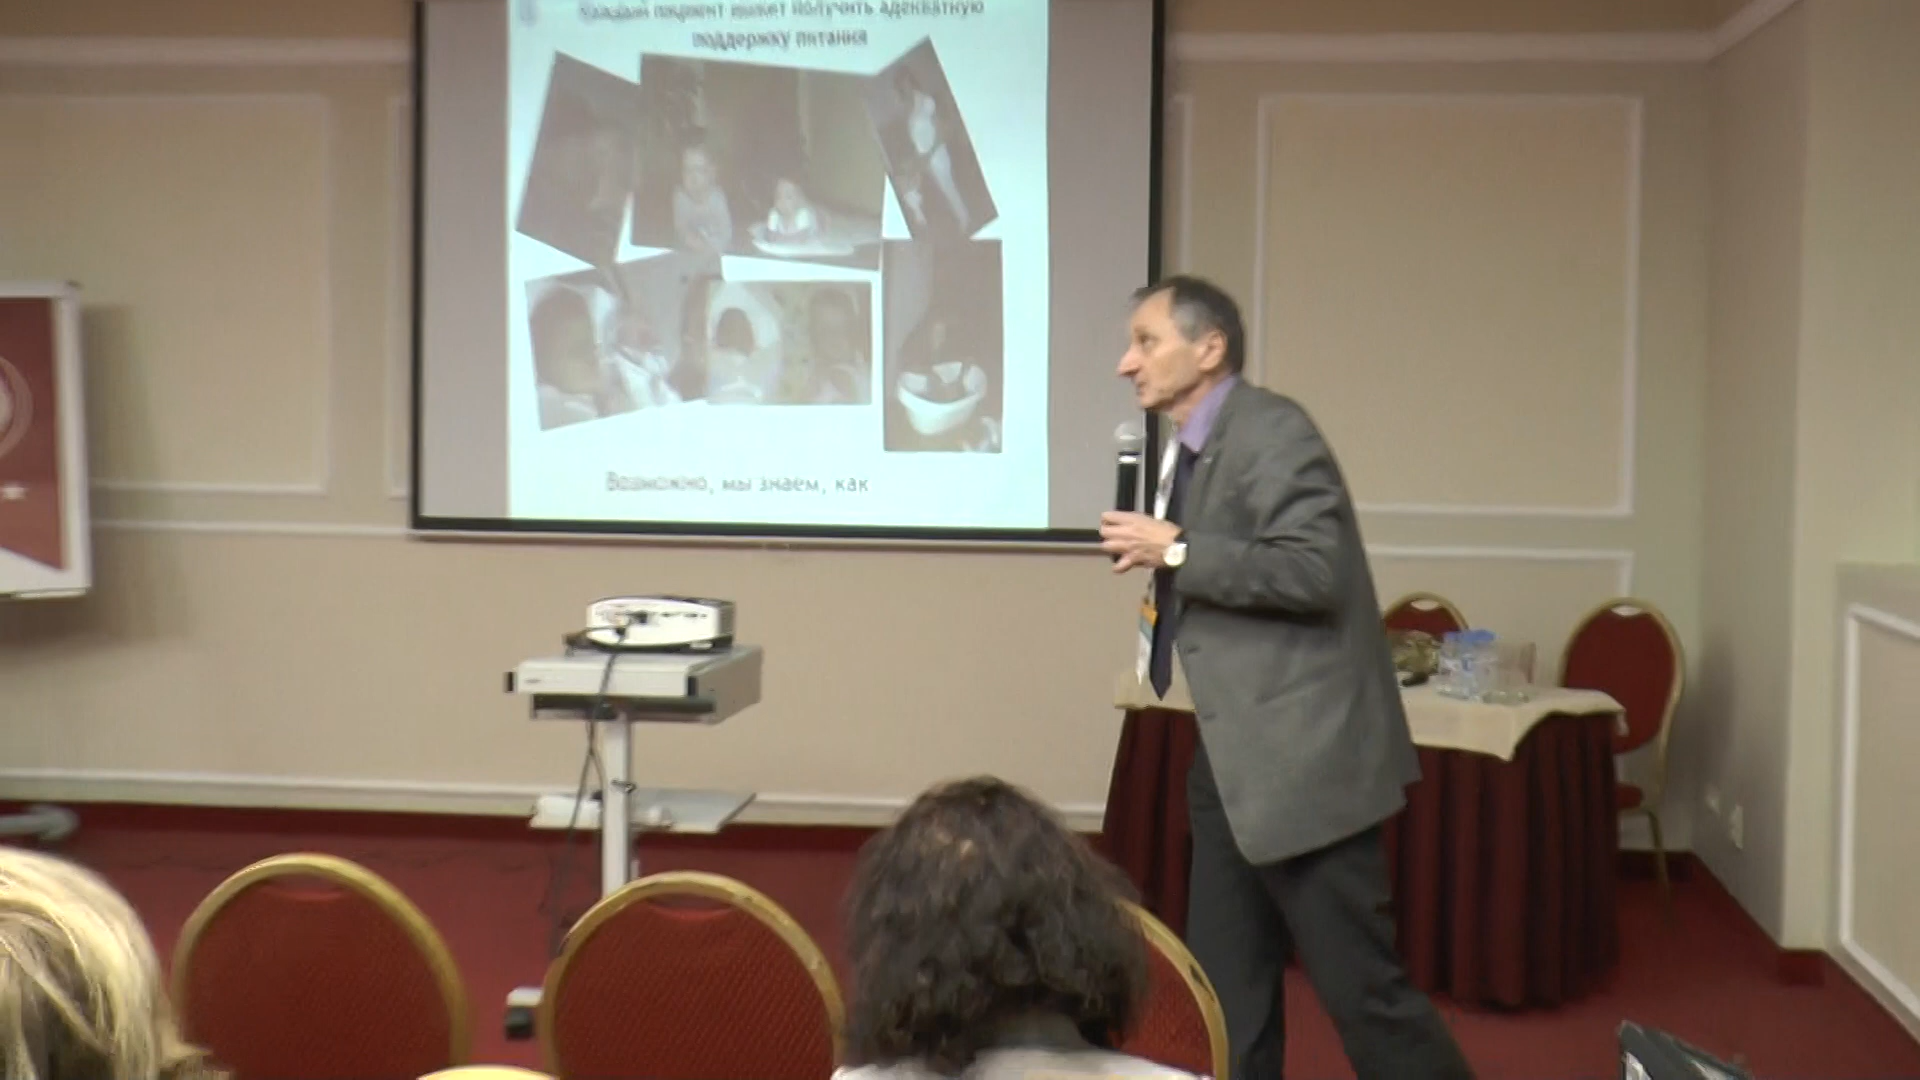 Каждый пациент может получить адекватную
поддержку питания
Возможно, мы знаем, как